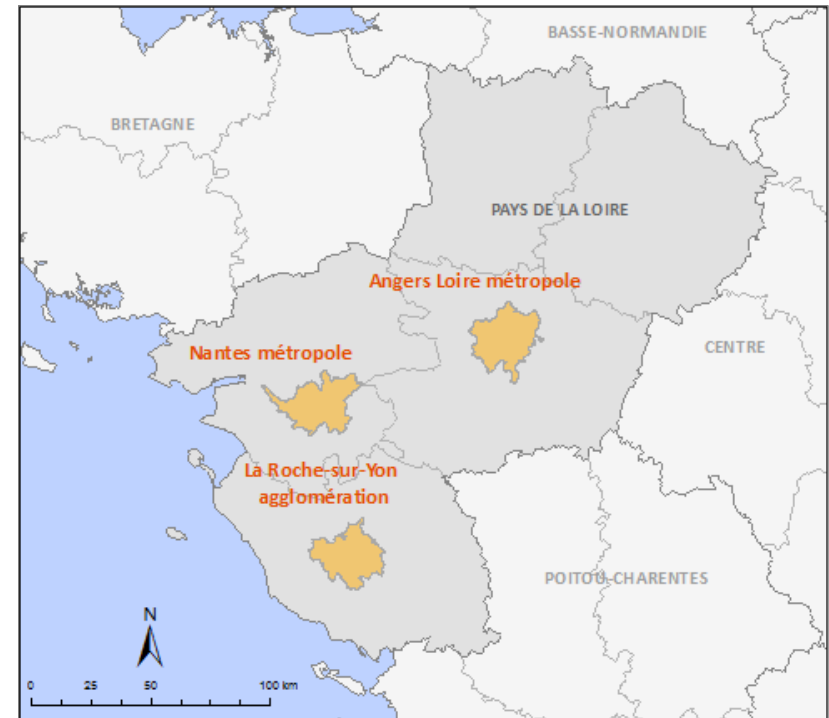 BASSE-NORMANDIE
BRETAGNE
PAYS DE LA LOIRE
Angers Loire métropole
Nantes métropole
CENTRE
La Roche-sur-Yon
agglomération
POITOU-CHARENTES
N
0 25 50 100 km